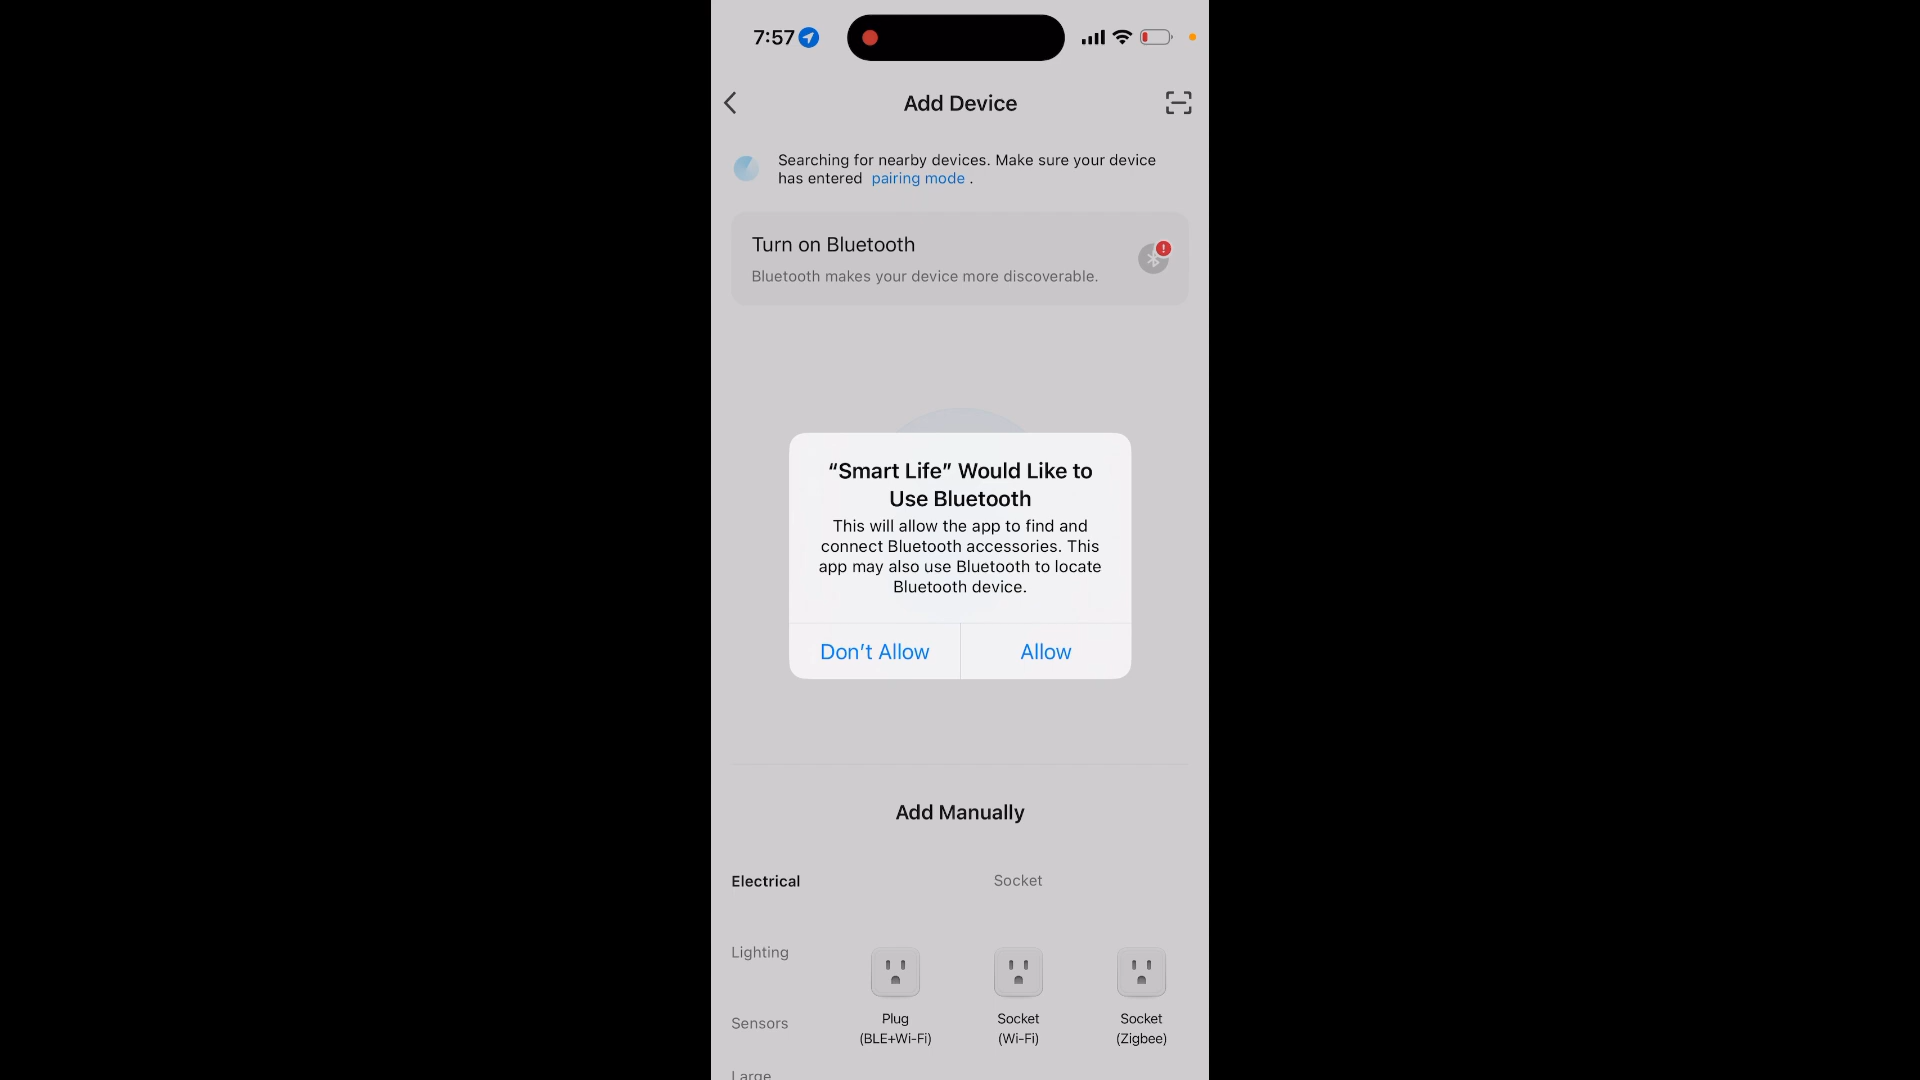 7:57
Add Device
Searching for nearby devices. Make sure your device
has entered pairing mode .
Turn on Bluetooth
Bluetooth makes your device more discoverable.
“Smart Life” Would Like to
Use Bluetooth
This will allow the app to find and
connect Bluetooth accessories. This
app may also use Bluetooth to locate
Bluetooth device.
Don’t Allow
Allow
Add Manually
Electrical
Socket
Lighting
Sensors
Plug
(BLE+Wi-Fi)
Socket
(Wi-Fi)
Socket
(Zigbee)
Large